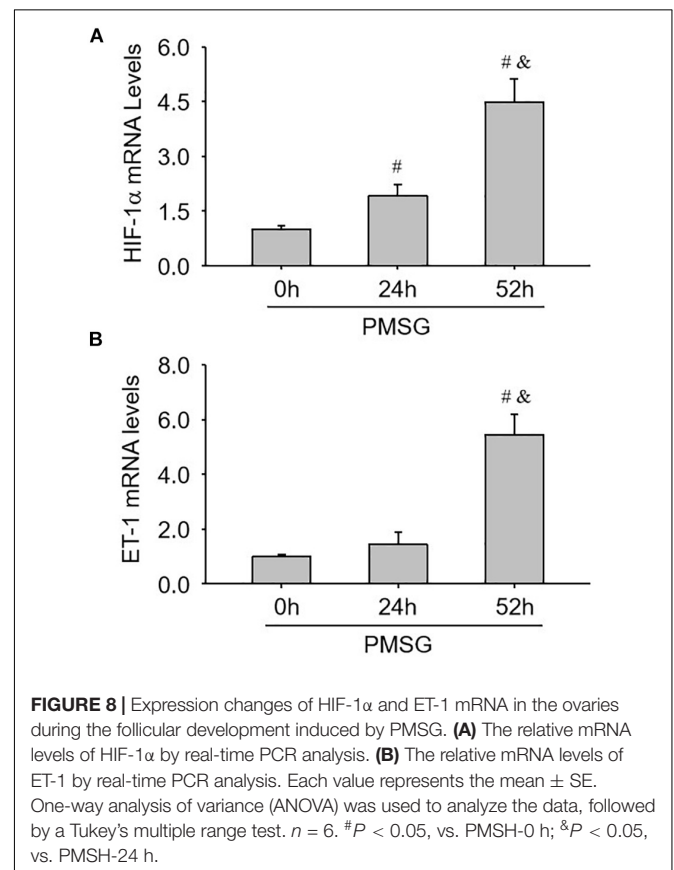 A
HIF-1α mRNA Levels
6.0
4.5
3.0
1.5
0.0
#
# &
0h 24h 52h
PMSG
B
ET-1 mRNA levels
8.0
6.0
4.0
2.0
0.0
# &
0h 24h 52h
PMSG
FIGURE 8 | Expression changes of HIF-1α and ET-1 mRNA in the ovaries
during the follicular development induced by PMSG. (A) The relative mRNA
levels of HIF-1α by real-time PCR analysis. (B) The relative mRNA levels of
ET-1 by real-time PCR analysis. Each value represents the mean ± SE.
One-way analysis of variance (ANOVA) was used to analyze the data, followed
by a Tukey's multiple range test. n = 6. #P < 0.05, vs. PMSH-0 h; &P < 0.05,
vs. PMSH-24 h.